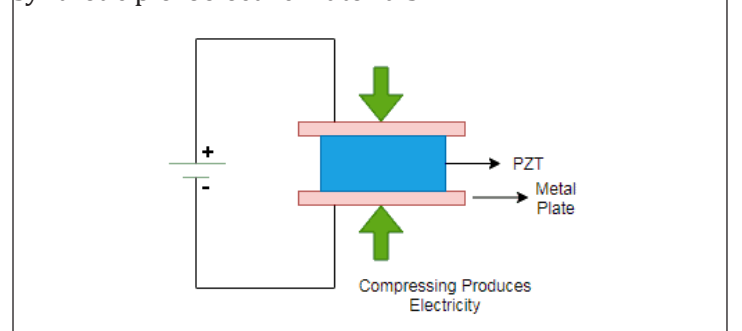 +
-
PZT
Metal
Plate
Compressing Produces
Electricity